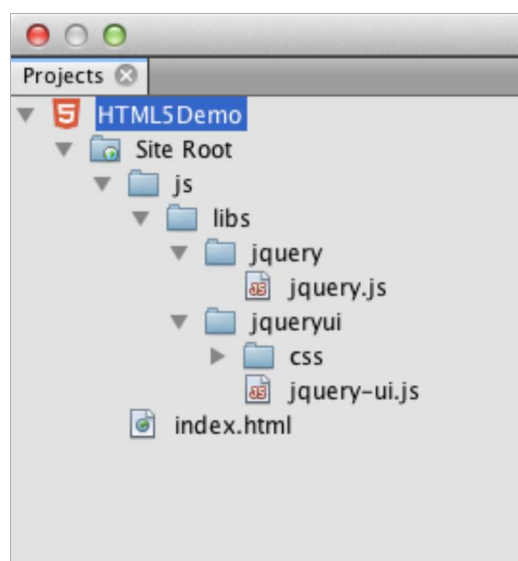 Projects
HTML5Demo
Site Root
js
libs
jquery
jquery.js
jqueryui
css
jquery-ui.js
index.html